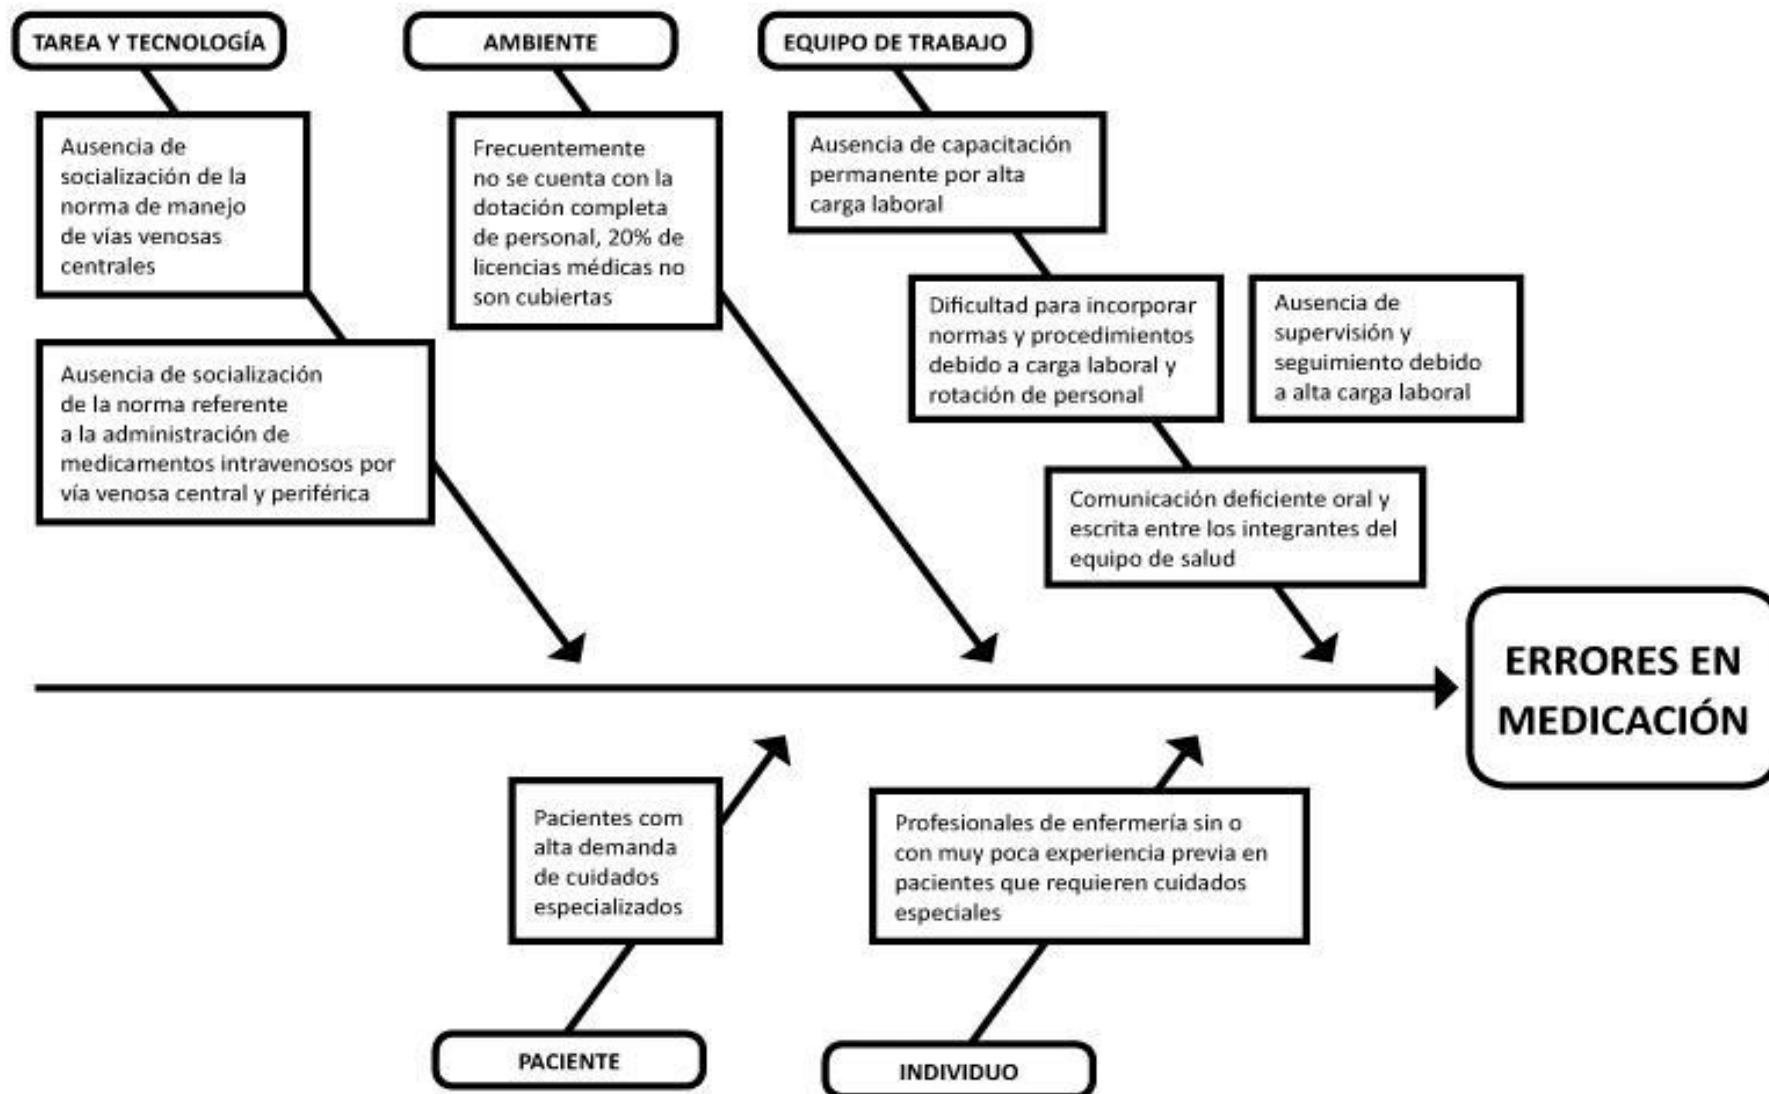 TAREA Y TECNOLOGÍA
AMBIENTE
EQUIPO DE TRABAJO
Ausencia de
socialización de la
norma de manejo
de vías venosas
centrales
Ausencia de socialización
de la norma referente
a la administración de
medicamentos intravenosos por
vía venosa central y periférica
Frecuentemente
no se cuenta con la
dotación completa
de personal, 20% de
licencias médicas no
son cubiertas
Ausencia de capacitación
permanente por alta
carga laboral
Dificultad para incorporar
normas y procedimientos
debido a carga laboral y
rotación de personal
Ausencia de
supervisión y
seguimiento debido
a alta carga laboral
Comunicación deficiente oral y
escrita entre los integrantes del
equipo de salud
ERRORES EN
MEDICACIÓN
Pacientes com
alta demanda
de cuidados
especializados
Profesionales de enfermería sin o
con muy poca experiencia previa en
pacientes que requieren cuidados
especiales
PACIENTE
INDIVIDUO